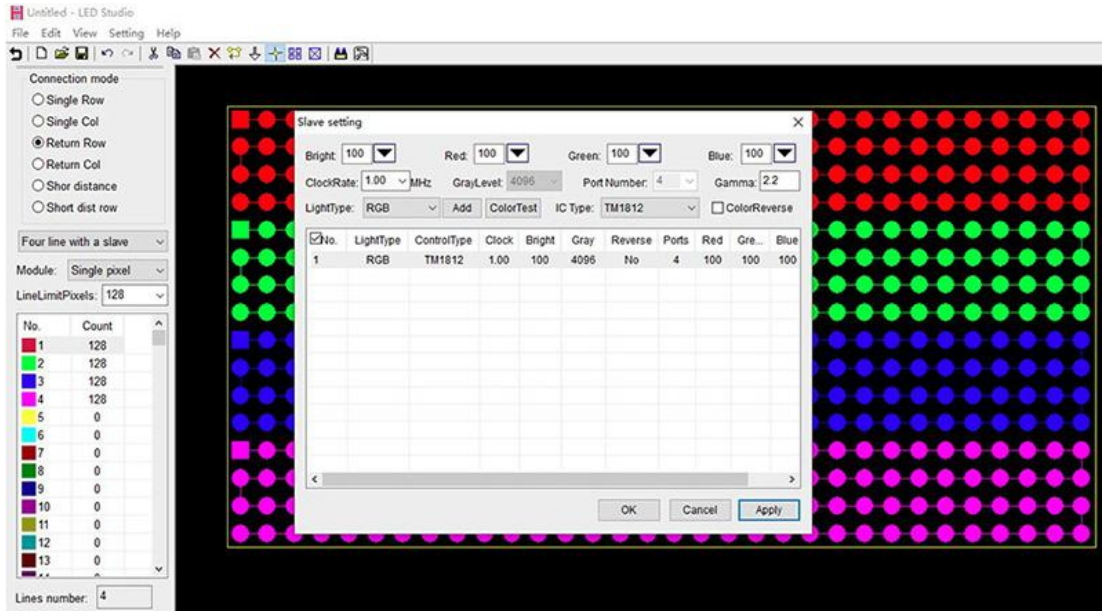 Untitled - LED Studio
File Edit View Setting Help
Connection mode
Single Row
Single Col
Return Row
Return Col
Shor distance
Short dist row
Four line with a slave
Module: Single pixel
LineLimitPixels: 128
No. Count
1 128
2 128
3 128
4 128
5 0
6 0
7 0
8 0
9 0
10 0
11 0
12 0
13 0
Lines number: 4
Slave setting
Bright: 100 Red: 100 Green: 100 Blue: 100
ClockRate: 1.00 MHz GrayLevel: 4096 Port Number: 4 Gamma: 2.2
LightType: RGB Add ColorTest IC Type: TM1812 ColorReverse
No. LightType ControlType Clock Bright Gray Reverse Ports Red Gre... Blue
1 RGB TM1812 1.00 100 4096 No 4 100 100 100
OK Cancel Apply